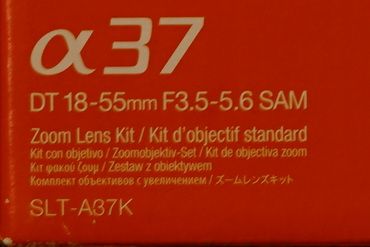 α37
DT 18-55mm F3.5-5.6 SAM
Zoom Lens Kit / Kit d'objectif standard
Kit con objetivo / Zoomobjektiv-Set / Kit de objectiva zoom
Κιτ φακού ζουμ / Zestaw z obiektywem
Комплект объективов с увеличением / ズームレンズキット
SLT-A37K